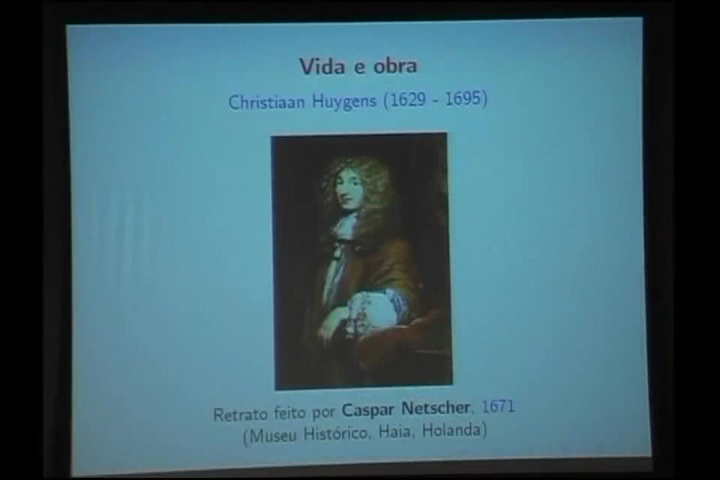 Vida e obra
Christiaan Huygens (1629 - 1695)
Retrato feito por Caspar Netscher, 1671
(Museu Histórico, Haia, Holanda)